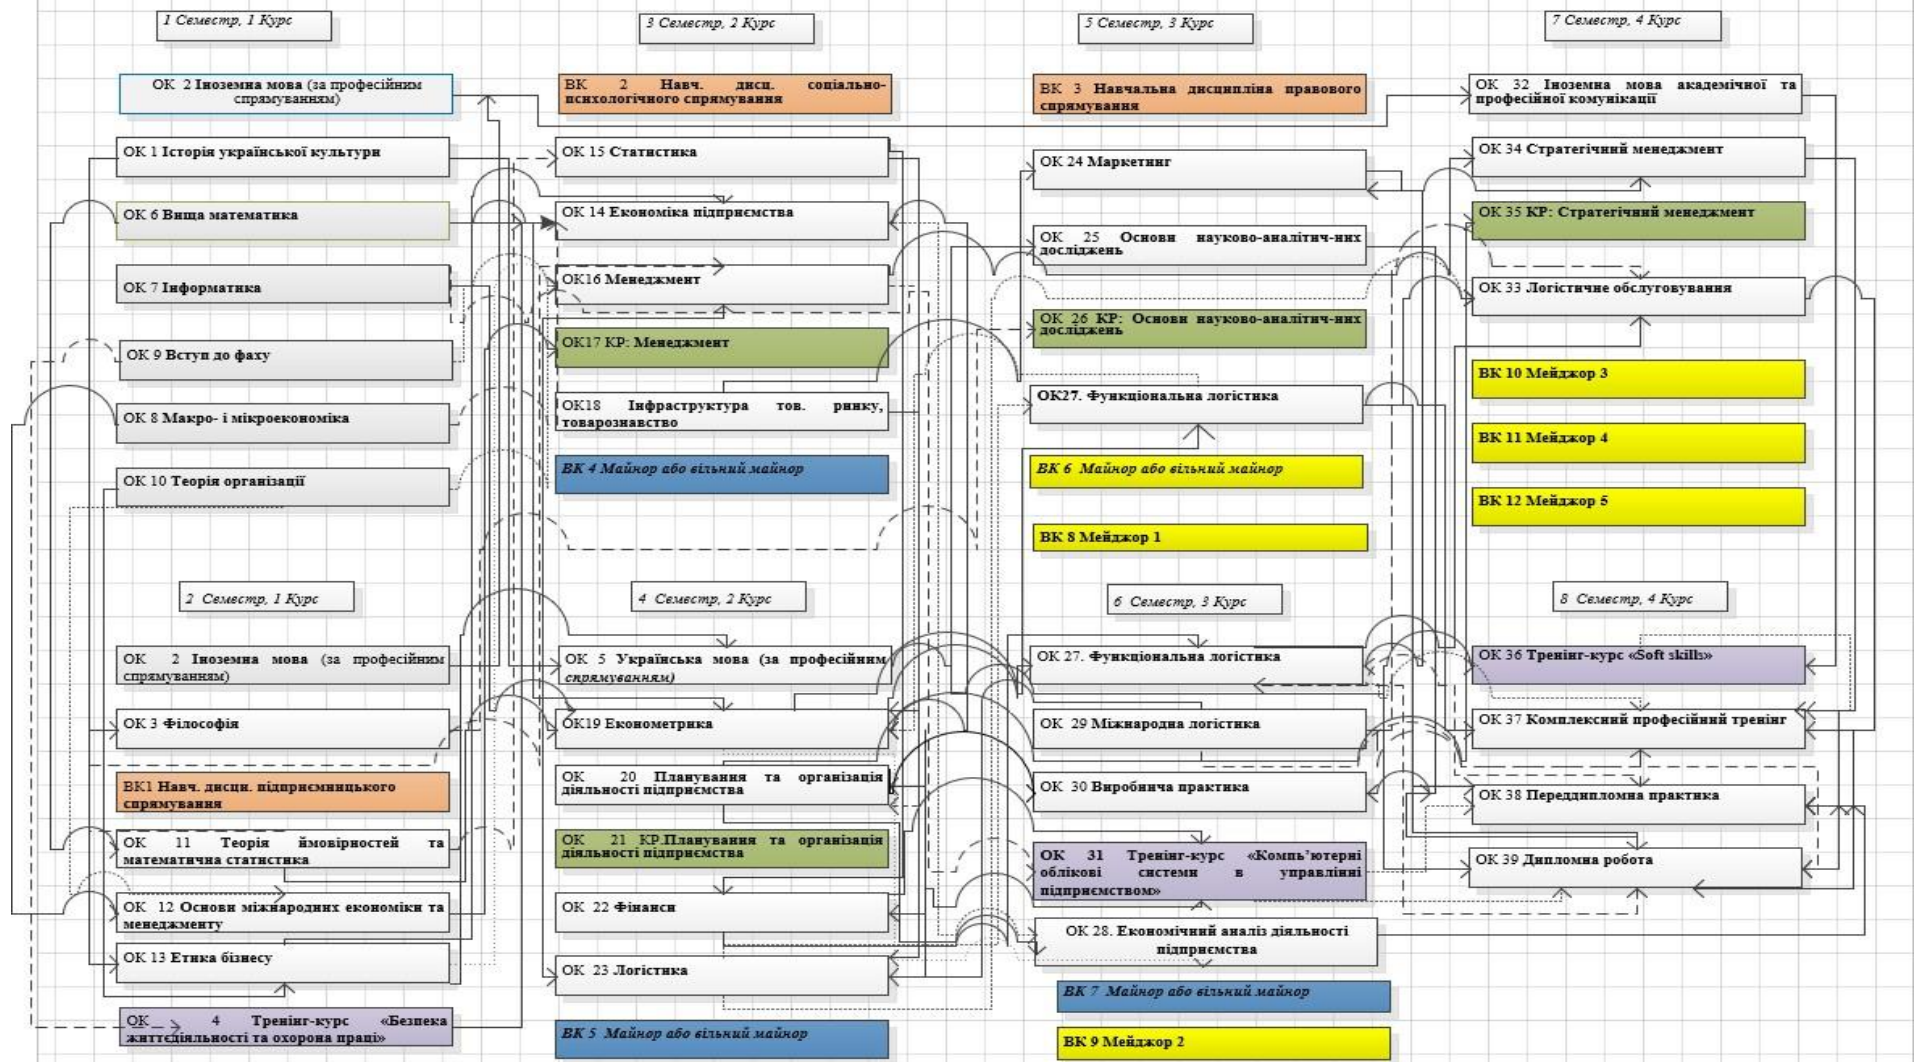 1 Семестр, 1 Курс
ОК 2 Іноземна мова (за професійним
спрямуванням)
ОК 1 Історія української культури
ОК 6 Вища математика
ОК 7 Інформатика
ОК 9 Вступ до фаху
ОК 8 Макро- і мікроекономіка
ОК 10 Теорія організації
2 Семестр, 1 Курс
ОК 2 Іноземна мова (за професійним
спрямуванням)
ОК 3 Філософія
ВК1 Навч. дисци. підприємницького
спрямування
ОК 11 Теорія ймовірностей та
математична статистика
ОК 12 Основи міжнародних економіки та
менеджменту
ОК 13 Етика бізнесу
ОК 4 Тренінг-курс «Безпека
життєдіяльності та охорона праці»
3 Семестр, 2 Курс
ВК 2 Навч. дисц. соціально-
психологічного спрямування
ОК 15 Статистика
ОК 14 Економіка підприємства
ОК16 Менеджмент
ОК17 КР: Менеджмент
ОК18 Інфраструктура тов. ринку,
товарознавство
ВК 4 Майнор або вільний майнор
4 Семестр, 2 Курс
ОК 5 Українська мова (за професійним
спрямуванням)
ОК19 Економетрика
ОК 20 Планування та організація
діяльності підприємства
ОК 21 КР.Планування та організація
діяльності підприємства
ОК 22 Фінанси
ОК 23 Логістика
ВК 5 Майнор або вільний майнор
5 Семестр, 3 Курс
ВК 3 Навчальна дисципліна правового
спрямування
ОК 24 Маркетинг
ОК 25 Основи науково-аналітич-них
досліджень
ОК 26 КР: Основи науково-аналітич-них
досліджень
ОК27. Функціональна логістика
ВК 6 Майнор або вільний майнор
ВК 8 Мейджор 1
6 Семестр, 3 Курс
ОК 27. Функціональна логістика
ОК 29 Міжнародна логістика
ОК 30 Виробнича практика
ОК 31 Тренінг-курс «Комп’ютерні
облікові системи в управлінні
підприємством»
ОК 28. Економічний аналіз діяльності
підприємства
ВК 7 Майнор або вільний майнор
ВК 9 Мейджор 2
7 Семестр, 4 Курс
ОК 32 Іноземна мова академічної та
професійної комунікації
ОК 34 Стратегічний менеджмент
ОК 35 КР: Стратегічний менеджмент
ОК 33 Логістичне обслуговування
ВК 10 Мейджор 3
ВК 11 Мейджор 4
ВК 12 Мейджор 5
8 Семестр, 4 Курс
ОК 36 Тренінг-курс «Soft skills»
ОК 37 Комплексний професійний тренінг
ОК 38 Переддипломна практика
ОК 39 Дипломна робота